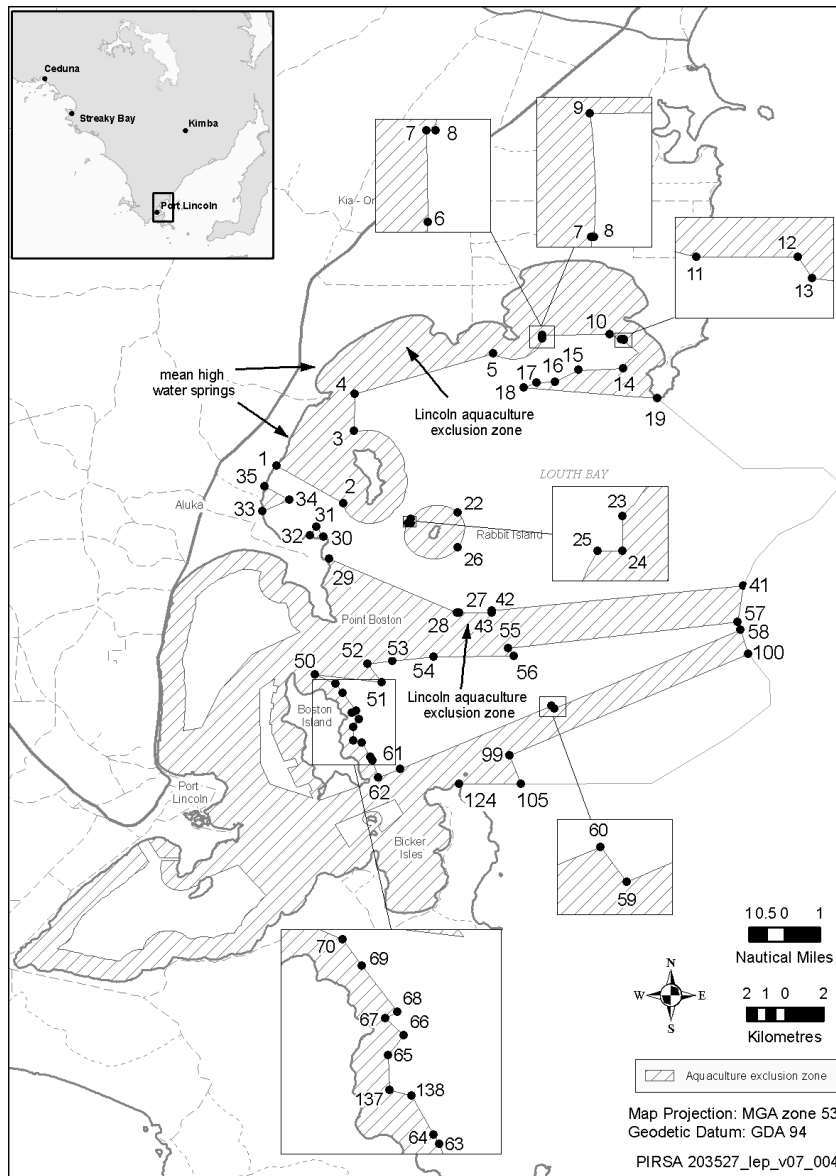 Ceduna
Streaky Bay
Kimba
Port Lincoln
9
7 8
7 8
6
Kia - Or
11
12
13
10
5
15
14
17
16
18
19
mean high
water springs
4
Lincoln aquaculture
exclusion zone
3
1
2
35
34
33
Aluka
31
32
30
29
LOUTH BAY
22
Rabbit Island
26
23
25
24
41
Point Boston
27
42
28
43
57
58
55
56
100
52
53
54
50
51
Lincoln aquaculture
exclusion zone
Boston
Island
61
62
99
Port
Lincoln
124
105
Bicker
Isles
60
59
70
69
68
67
66
65
137
138
64
63
1 0.5 0 1
Nautical Miles
N
W E
S
2 1 0 2
Kilometres
Aquaculture exclusion zone
Map Projection: MGA zone 53
Geodetic Datum: GDA 94
PIRSA 203527_lep_v07_004